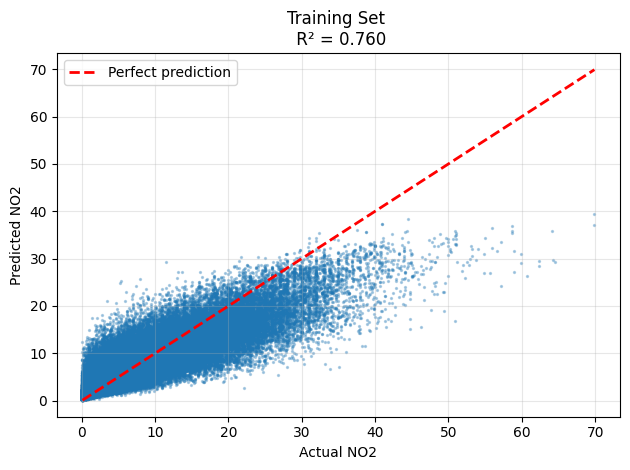 Training Set
R² = 0.760
Perfect prediction
Predicted NO2
70
60
50
40
30
20
10
0
0 10 20 30 40 50 60 70
Actual NO2